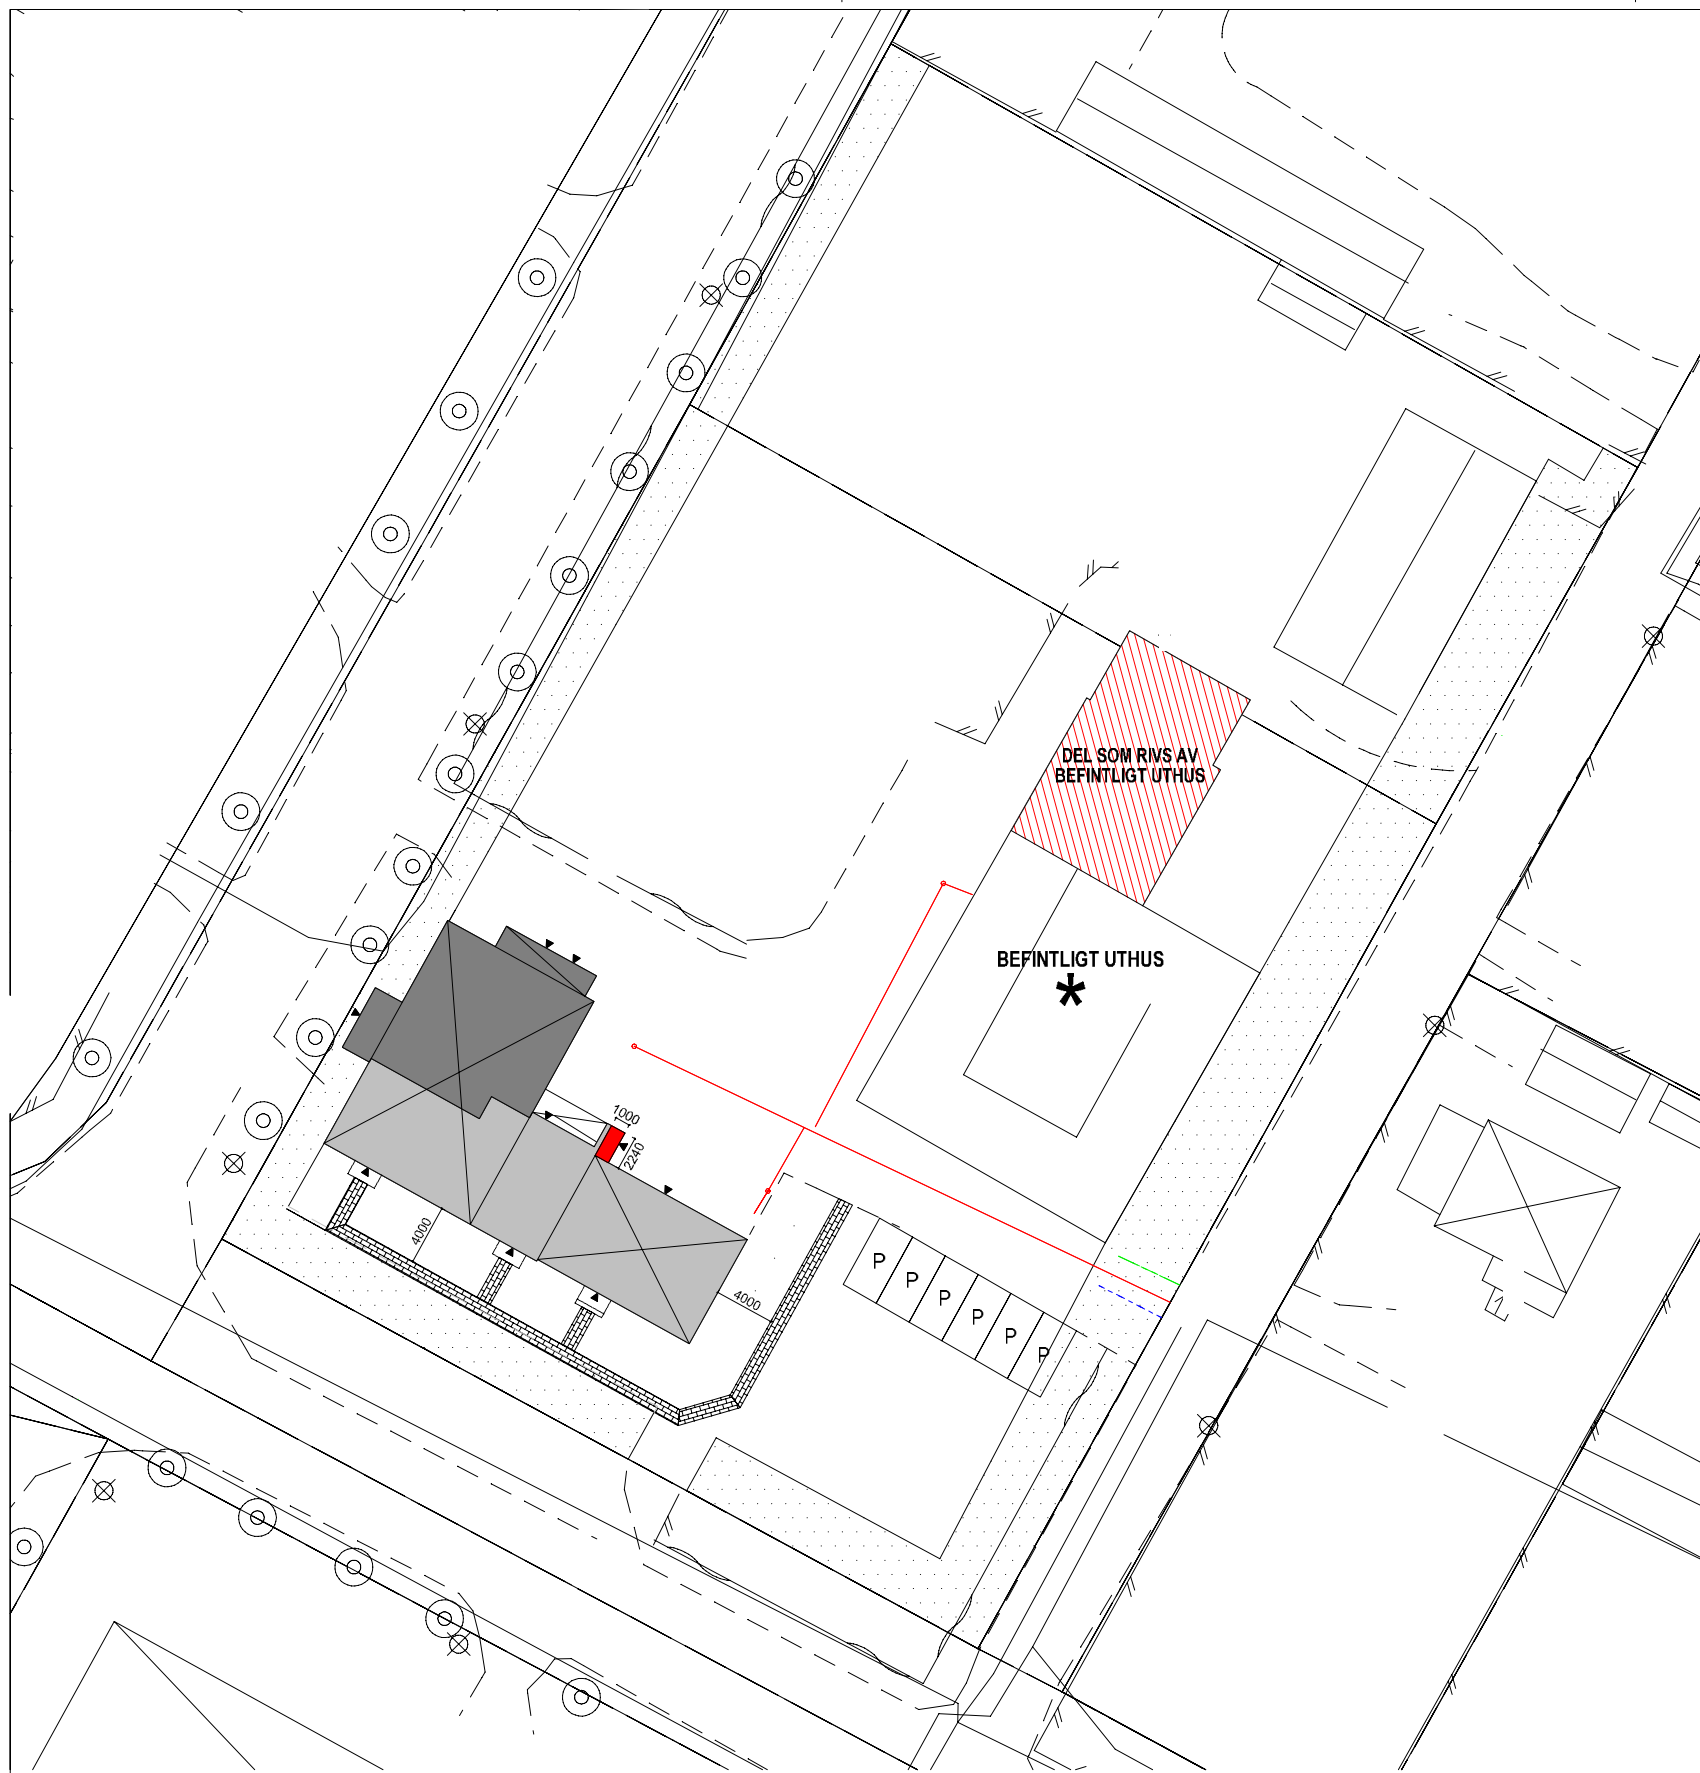 DEL SOM RIVS AV
BEFINTLIGT UTHUS
BEFINTLIGT UTHUS
*
1000
2240
4000
4000
P
P
P
P
P
P